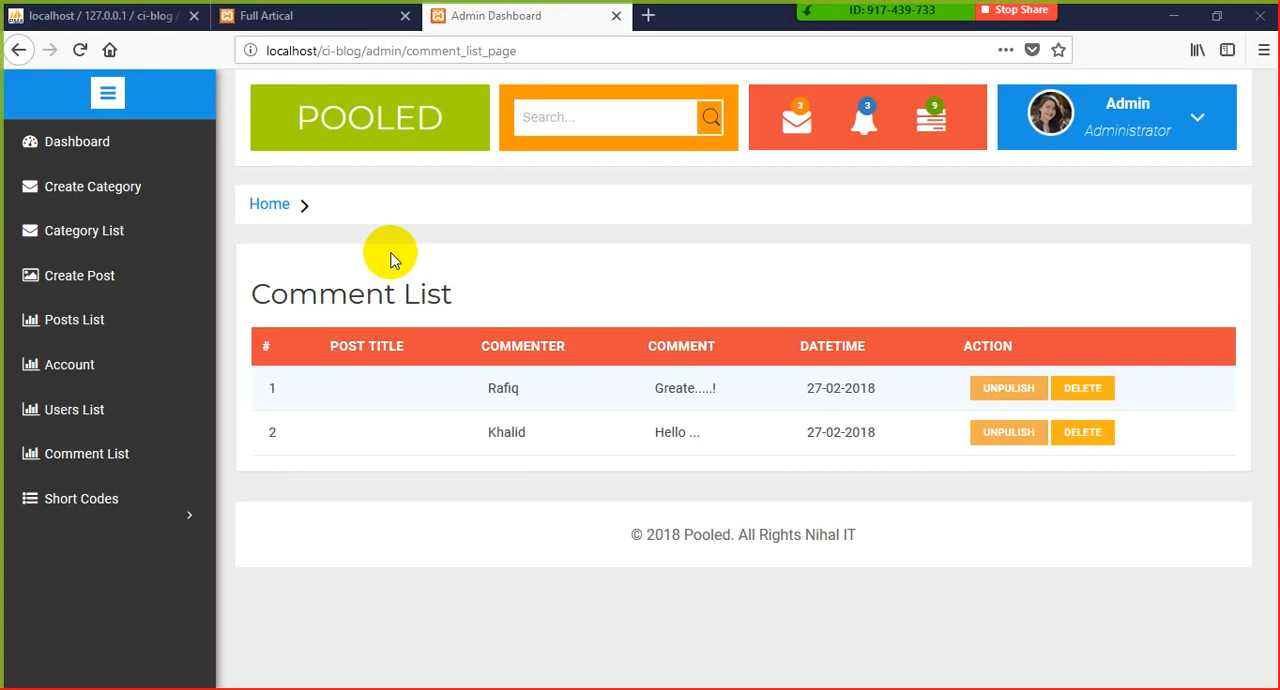 localhost / 127.0.0.1 / ci-blog /
Full Artical
Admin Dashboard
ID: 917-439-733
Stop Share
localhost/ci-blog/admin/comment_list_page
POOLED
Search...
3
3
9
Admin
Administrator
Dashboard
Create Category
Category List
Create Post
Posts List
Account
Users List
Comment List
Short Codes
Home
Comment List
# POST TITLE COMMENTER COMMENT DATETIME ACTION
1 Rafiq Greate.....! 27-02-2018 UNPULISH DELETE
2 Khalid Hello ... 27-02-2018 UNPULISH DELETE
© 2018 Pooled. All Rights Nihal IT